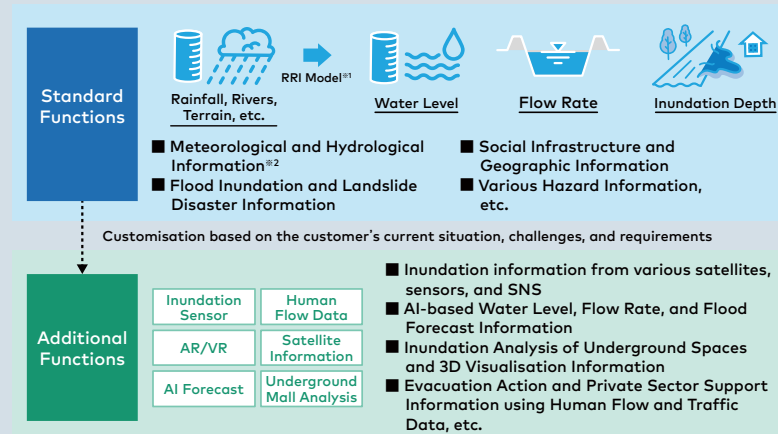 Standard
Functions
Rainfall, Rivers,
Terrain, etc.
RRI Model※1
Water Level
Flow Rate
Inundation Depth
■ Meteorological and Hydrological
Information※2
■ Flood Inundation and Landslide
Disaster Information
■ Social Infrastructure and
Geographic Information
■ Various Hazard Information,
etc.
Customisation based on the customer's current situation, challenges, and requirements
Additional
Functions
Inundation
Sensor
Human
Flow Data
AR/VR
Satellite
Information
AI Forecast
Underground
Mall Analysis
■ Inundation information from various satellites,
sensors, and SNS
■ AI-based Water Level, Flow Rate, and Flood
Forecast Information
■ Inundation Analysis of Underground Spaces
and 3D Visualisation Information
■ Evacuation Action and Private Sector Support
Information using Human Flow and Traffic
Data, etc.